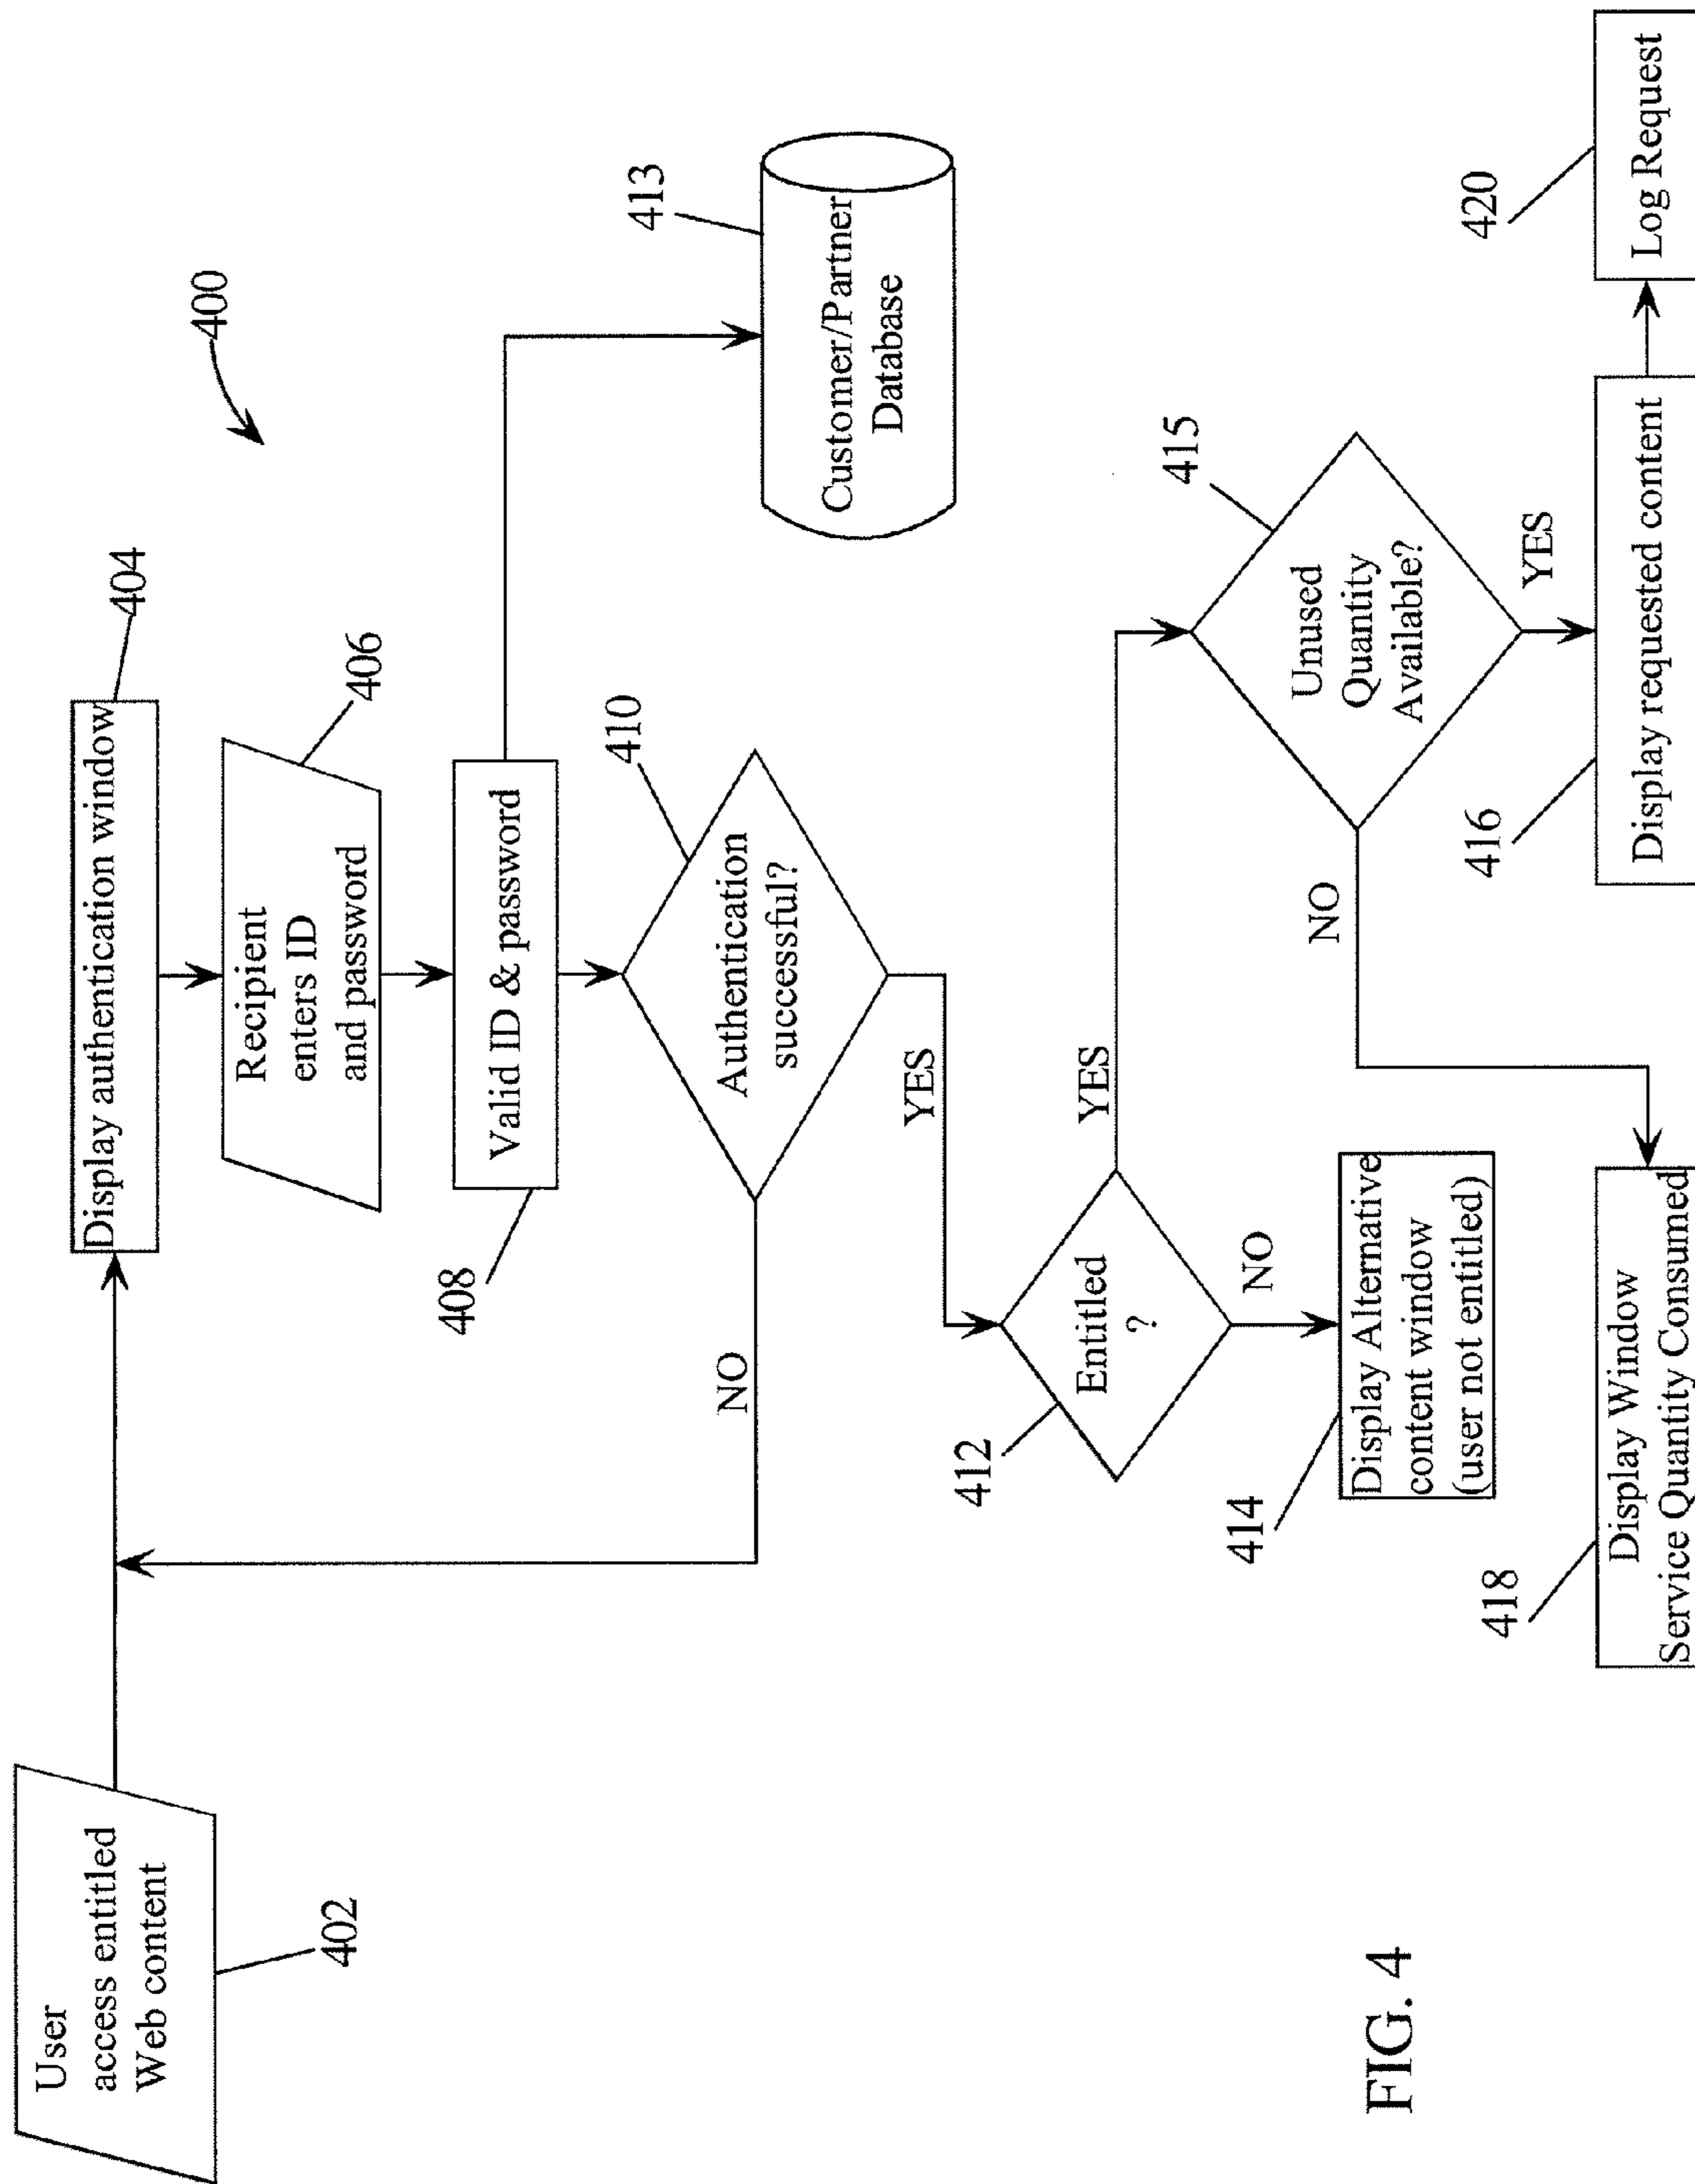 400
User
access entitled
Web content
402
Display authentication window
404
Recipient
enters ID
and password
406
Valid ID & password
408
Customer/Partner
Database
413
Authentication
successful?
410
NO
YES
Entitled
?
412
YES
NO
Display Alternative
content window
(user not entitled)
414
Unused
Quantity
Available?
415
YES
NO
Display requested content
416
Log Request
420
Display Window
Service Quantity Consumed
418
FIG. 4